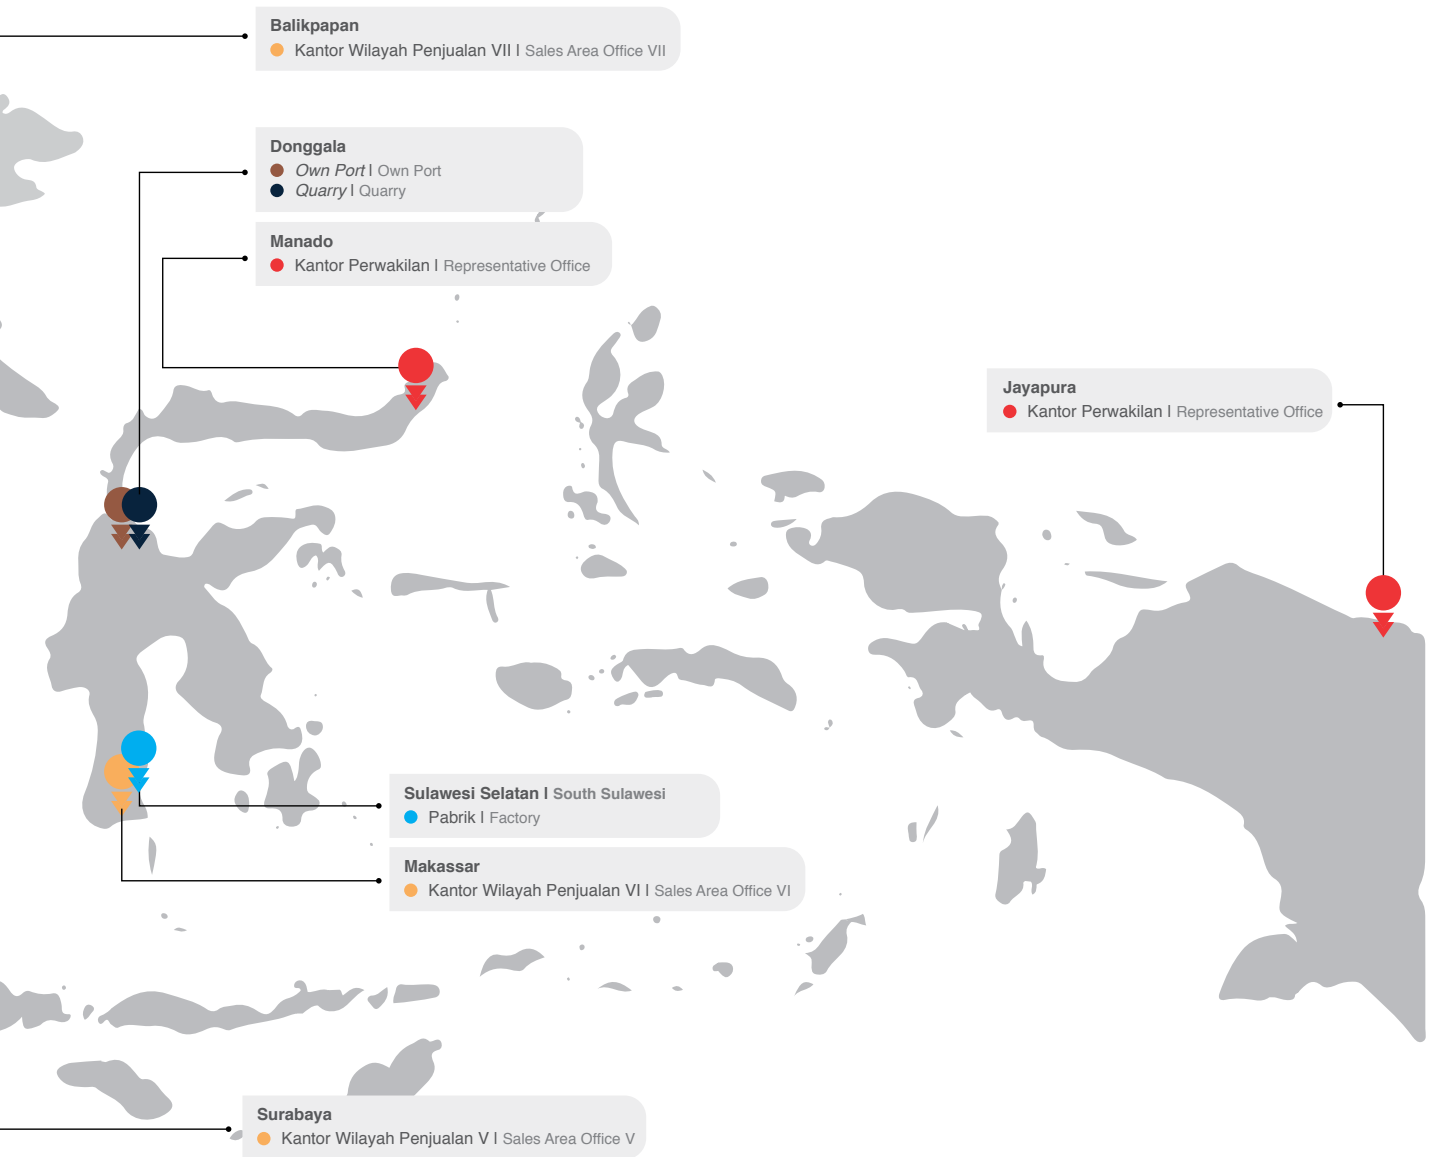 Balikpapan
Kantor Wilayah Penjualan VII | Sales Area Office VII
Donggala
Own Port | Own Port
Quarry | Quarry
Manado
Kantor Perwakilan | Representative Office
Jayapura
Kantor Perwakilan | Representative Office
Sulawesi Selatan | South Sulawesi
Pabrik | Factory
Makassar
Kantor Wilayah Penjualan VI | Sales Area Office VI
Surabaya
Kantor Wilayah Penjualan V | Sales Area Office V